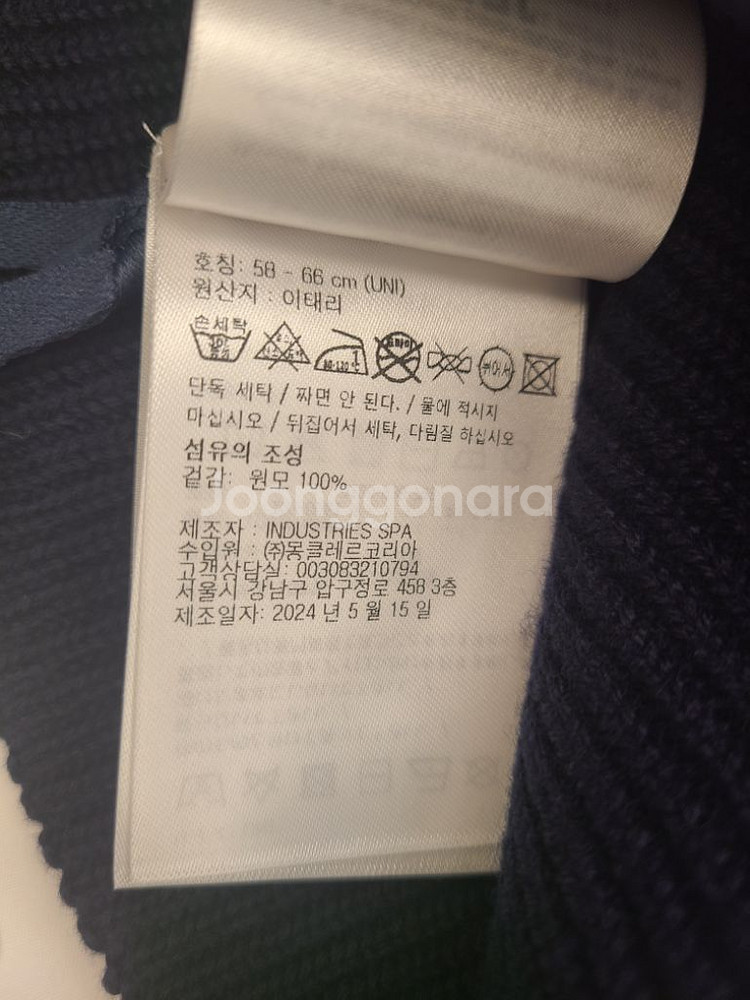 호칭: 58 - 66 cm (UNI)
원산지 : 이태리
손세탁
단독 세탁 / 짜면 안 된다. / 물에 적시지
마십시오 / 뒤집어서 세탁, 다림질 하십시오
섬유의 조성
겉감: 원모 100%
Joonggonara
제조자 : INDUSTRIES SPA
수입원 : ㈜몽클레르코리아
고객상담실: 003083210794
서울시 강남구 압구정로 458 3층
제조일자: 2024 년 5 월 15 일